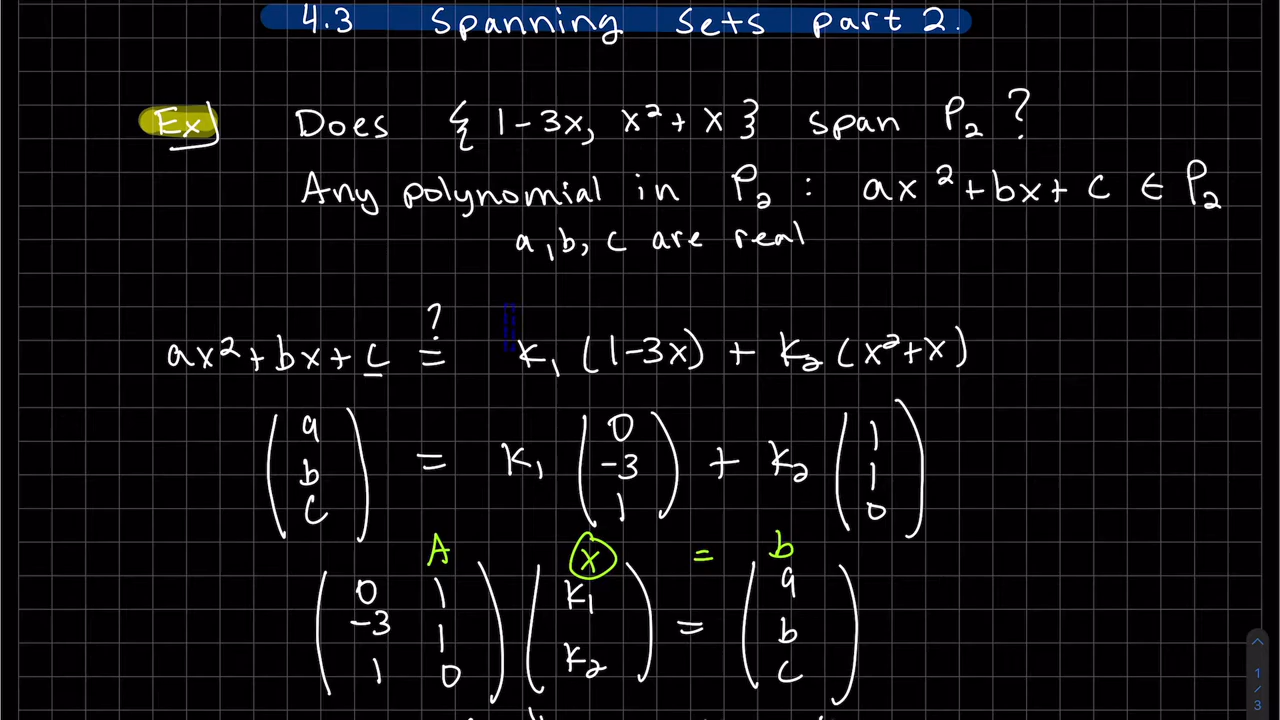 4.3 Spanning Sets part 2.
Ex) Does { 1-3x, x² + x } span P₂ ?
Any polynomial in P₂ : ax² + bx + c ∈ P₂
a, b, c are real
ax² + bx + c ≟ k₁ (1-3x) + k₂ (x²+x)
(a b c) = k₁ (0 -3 1) + k₂ (1 1 0)
A x = b
(0 1 -3 1 1 0) (k₁ k₂) = (a b c)
1/3